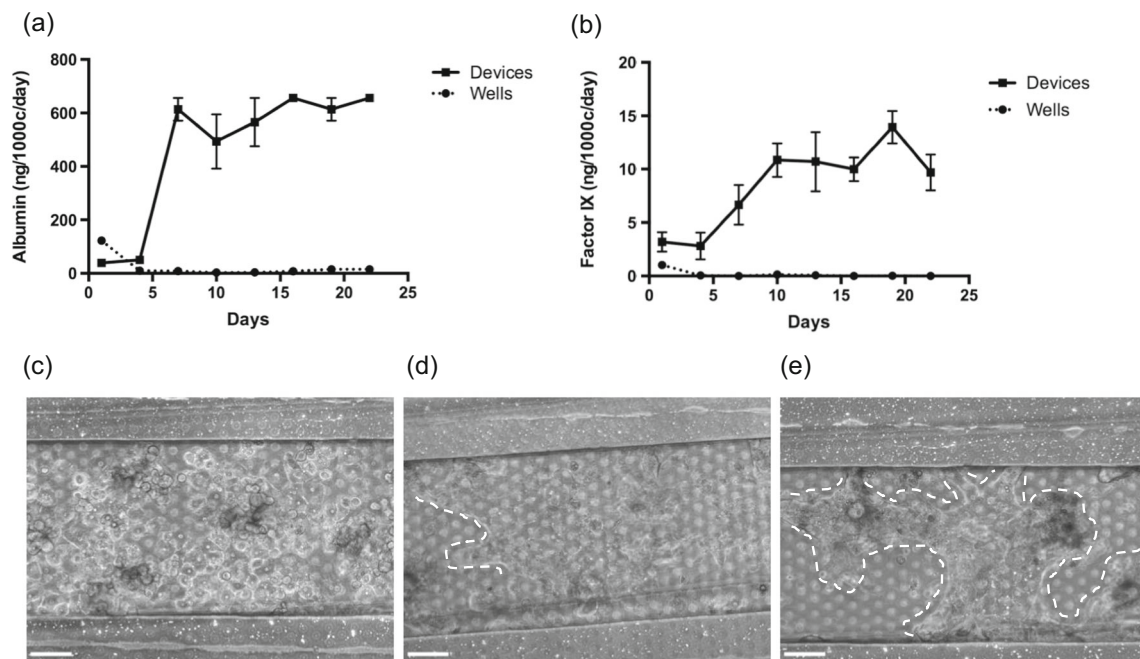 (a)
(b)
Albumin (ng/1000c/day)
800
600
400
200
0
0 5 10 15 20 25
Days
Devices
Wells
Factor IX (ng/1000c/day)
20
15
10
5
0
0 5 10 15 20 25
Days
Devices
Wells
(c)
(d)
(e)